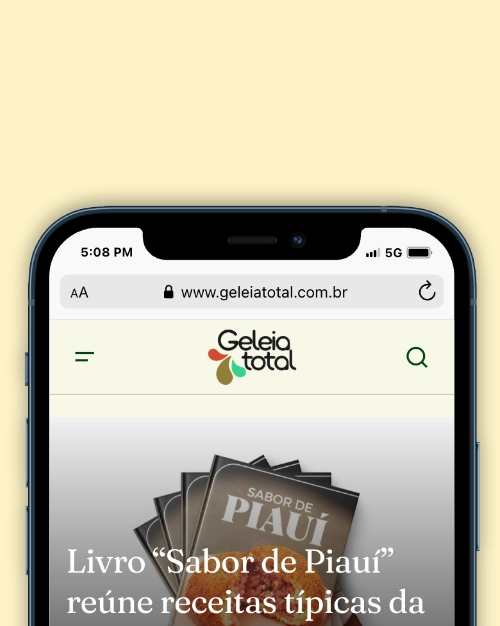 5:08 PM
5G
AA
www.geleiatotal.com.br
Geleia
total
SABOR DE
PIAUÍ
Livro “Sabor de Piauí”
reúne receitas típicas da